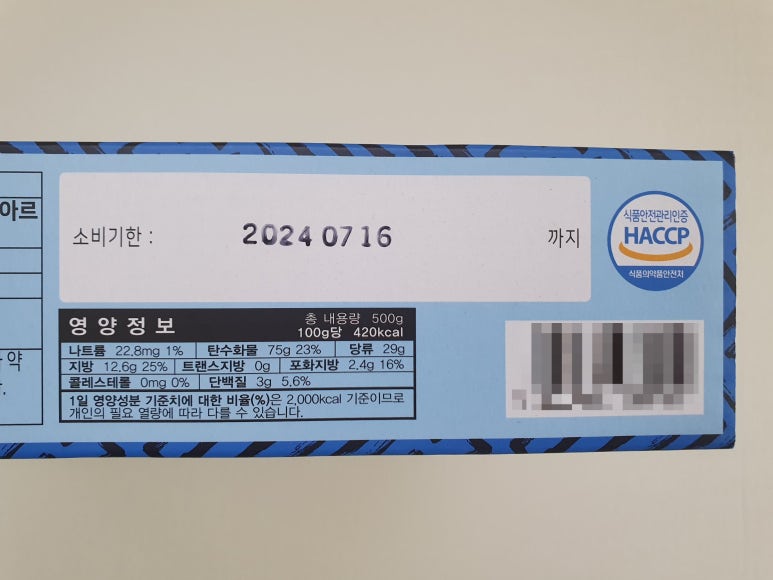 아르
소비기한 : 2024 07 16 까지
식품안전관리인증
HACCP
식품의약품안전처
영양정보
총 내용량 500g
100g당 420kcal
나트륨 22.8mg 1% 탄수화물 75g 23% 당류 29g
지방 12.6g 25% 트랜스지방 0g 포화지방 2.4g 16%
콜레스테롤 0mg 0% 단백질 3g 5.6%
1일 영양성분 기준치에 대한 비율(%)은 2,000kcal 기준이므로
개인의 필요 열량에 따라 다를 수 있습니다.
약